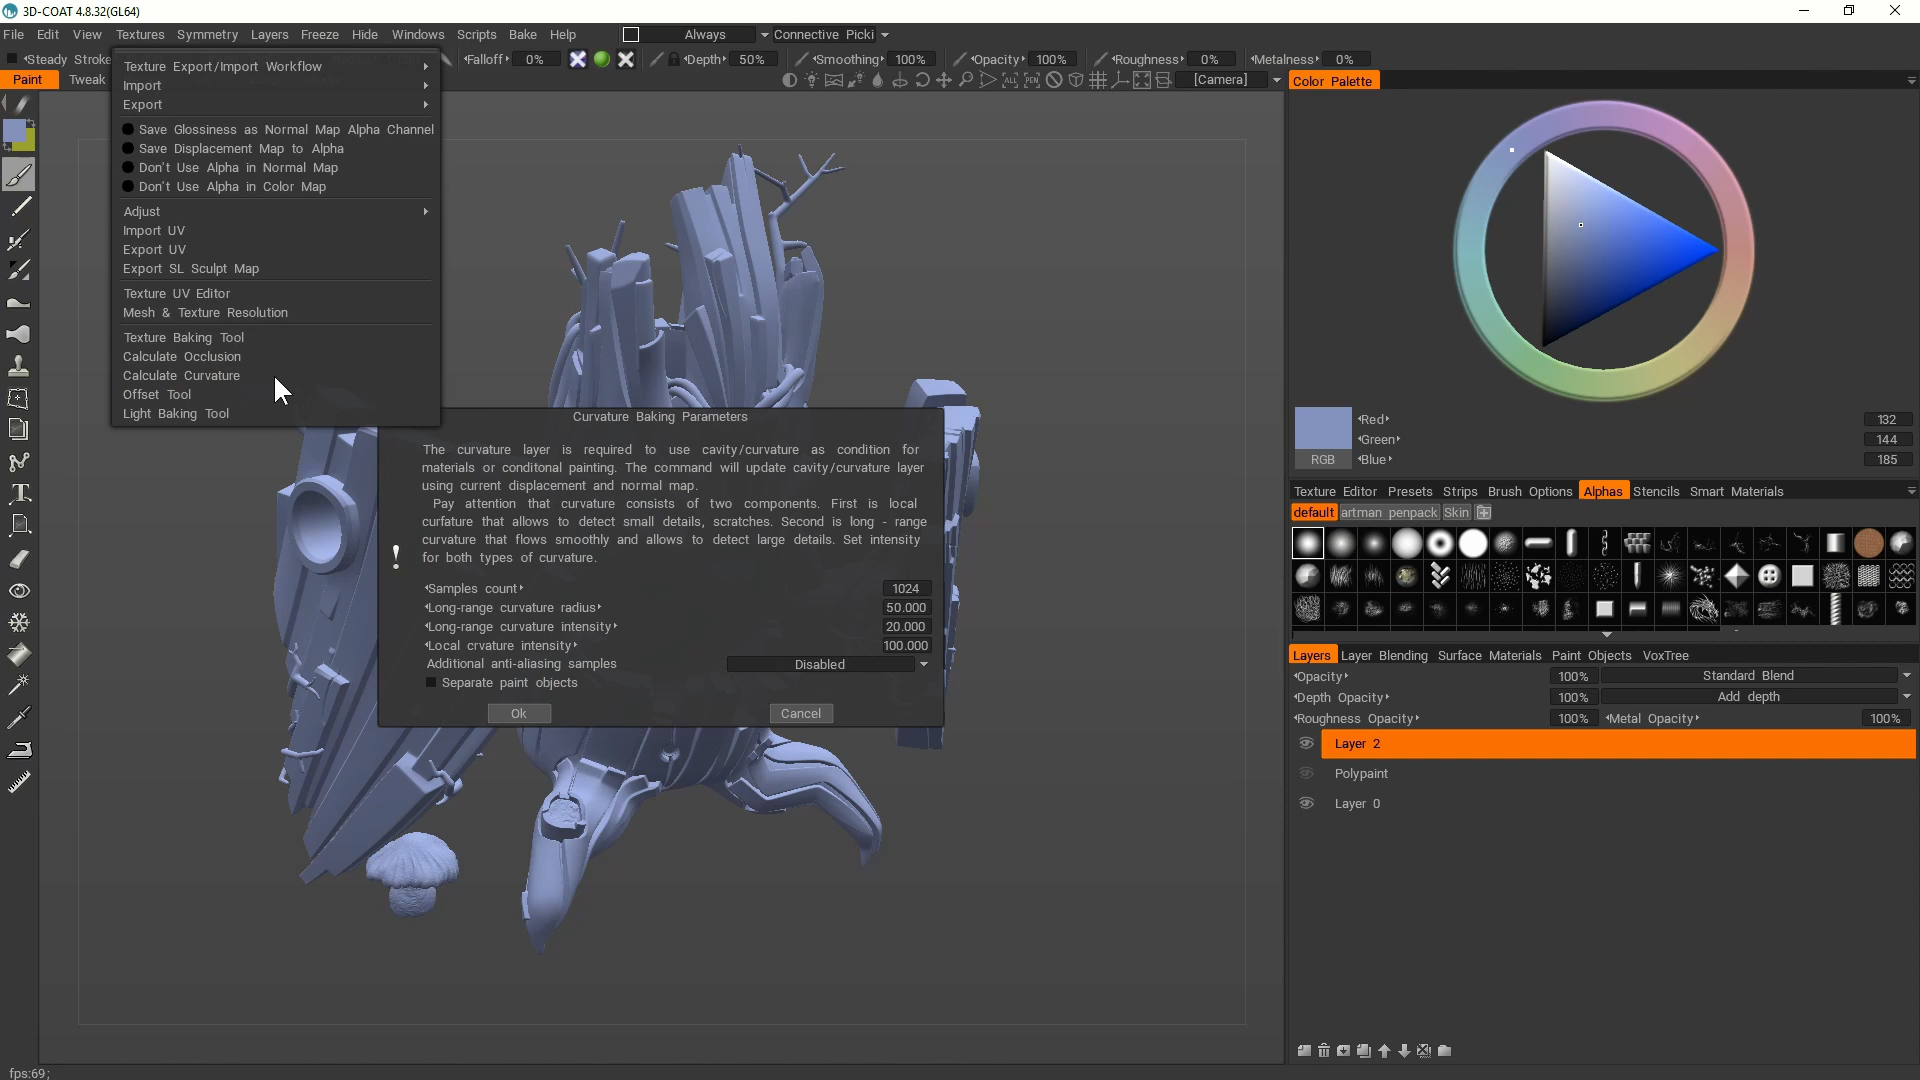 3D-COAT 4.8.32(GL64)
File Edit View Textures Symmetry Layers Freeze Hide Windows Scripts Bake Help Always Connective Picki
Steady Stroke Falloff 0% Depth 50% Smoothing 100% Opacity 100% Roughness 0% Metalness 0%
Paint Tweak [Camera] Color Palette
Texture Export/Import Workflow
Import
Export
Save Glossiness as Normal Map Alpha Channel
Save Displacement Map to Alpha
Don't Use Alpha in Normal Map
Don't Use Alpha in Color Map
Adjust
Import UV
Export UV
Export SL Sculpt Map
Texture UV Editor
Mesh & Texture Resolution
Texture Baking Tool
Calculate Occlusion
Calculate Curvature
Offset Tool
Light Baking Tool
Curvature Baking Parameters
The curvature layer is required to use cavity/curvature as condition for
materials or conditonal painting. The command will update cavity/curvature layer
using current displacement and normal map.
Pay attention that curvature consists of two components. First is local
curfature that allows to detect small details, scratches. Second is long - range
curvature that flows smoothly and allows to detect large details. Set intensity
for both types of curvature.
Samples count 1024
Long-range curvature radius 50.000
Long-range curvature intensity 20.000
Local crvature intensity 100.000
Additional anti-aliasing samples Disabled
Separate paint objects
Ok Cancel
Red 132
Green 144
RGB Blue 185
Texture Editor Presets Strips Brush Options Alphas Stencils Smart Materials
default artman penpack Skin
Layers Layer Blending Surface Materials Paint Objects VoxTree
Opacity 100% Standard Blend
Depth Opacity 100% Add depth
Roughness Opacity 100% Metal Opacity 100%
Layer 2
Polypaint
Layer 0
fps:69;